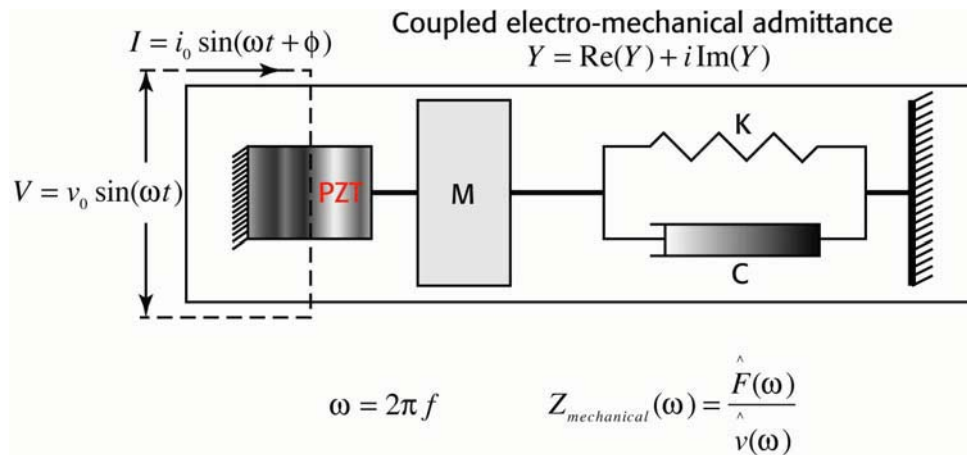 Coupled electro-mechanical admittance
I = i₀ sin(ωt + ϕ)
Y = Re(Y) + i Im(Y)
K
V = v₀ sin(ωt)
PZT
M
C
ω = 2π f
Z_mechanical(ω) = F̂(ω) / v̂(ω)